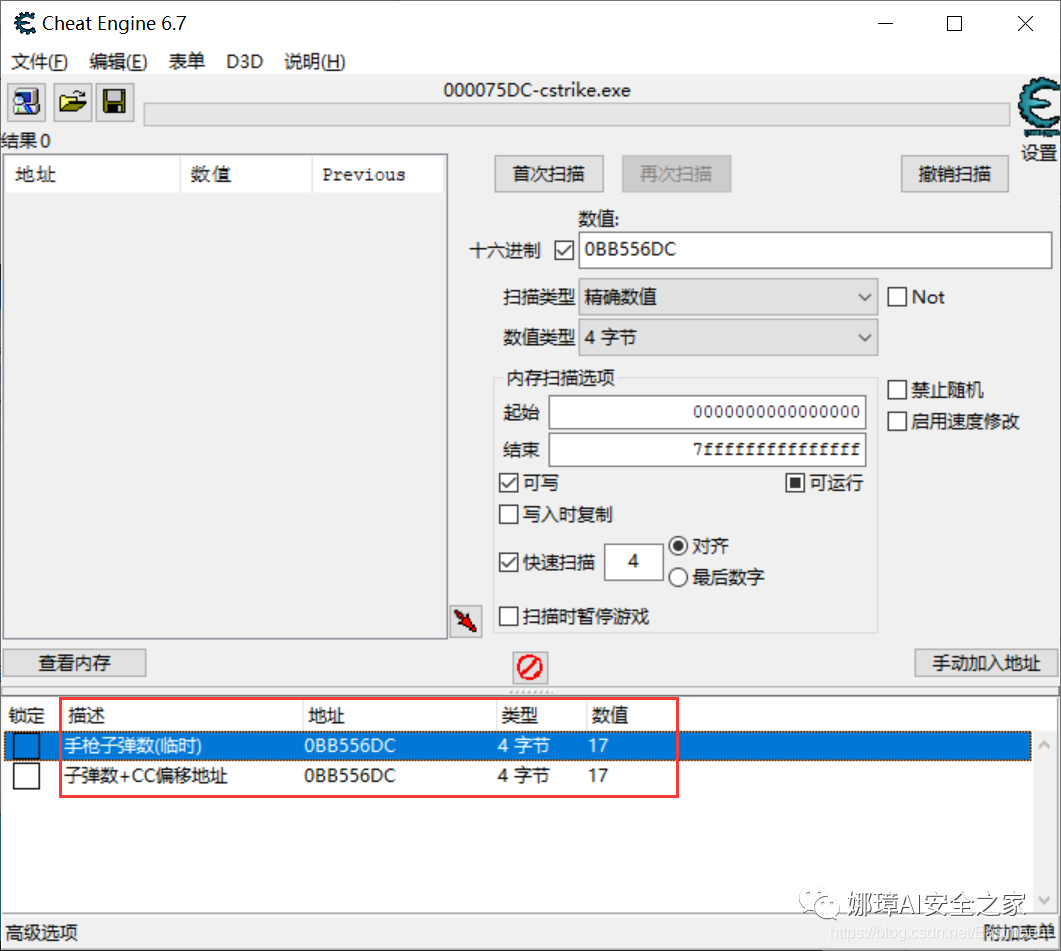 Cheat Engine 6.7
文件(F) 编辑(E) 表单 D3D 说明(H)
000075DC-cstrike.exe
结果 0
设置
地址 数值 Previous
首次扫描 再次扫描 撤销扫描
数值:
十六进制 0BB556DC
扫描类型 精确数值 Not
数值类型 4 字节
内存扫描选项
起始 0000000000000000
禁止随机
结束 7fffffffffffffff
启用速度修改
可写 可运行
写入时复制
快速扫描 4 对齐
最后数字
扫描时暂停游戏
查看内存 手动加入地址
锁定 描述 地址 类型 数值
手枪子弹数(临时) 0BB556DC 4 字节 17
子弹数+CC偏移地址 0BB556DC 4 字节 17
娜璋AI安全之家
高级选项 附加表单
https://blog.csdn.net/